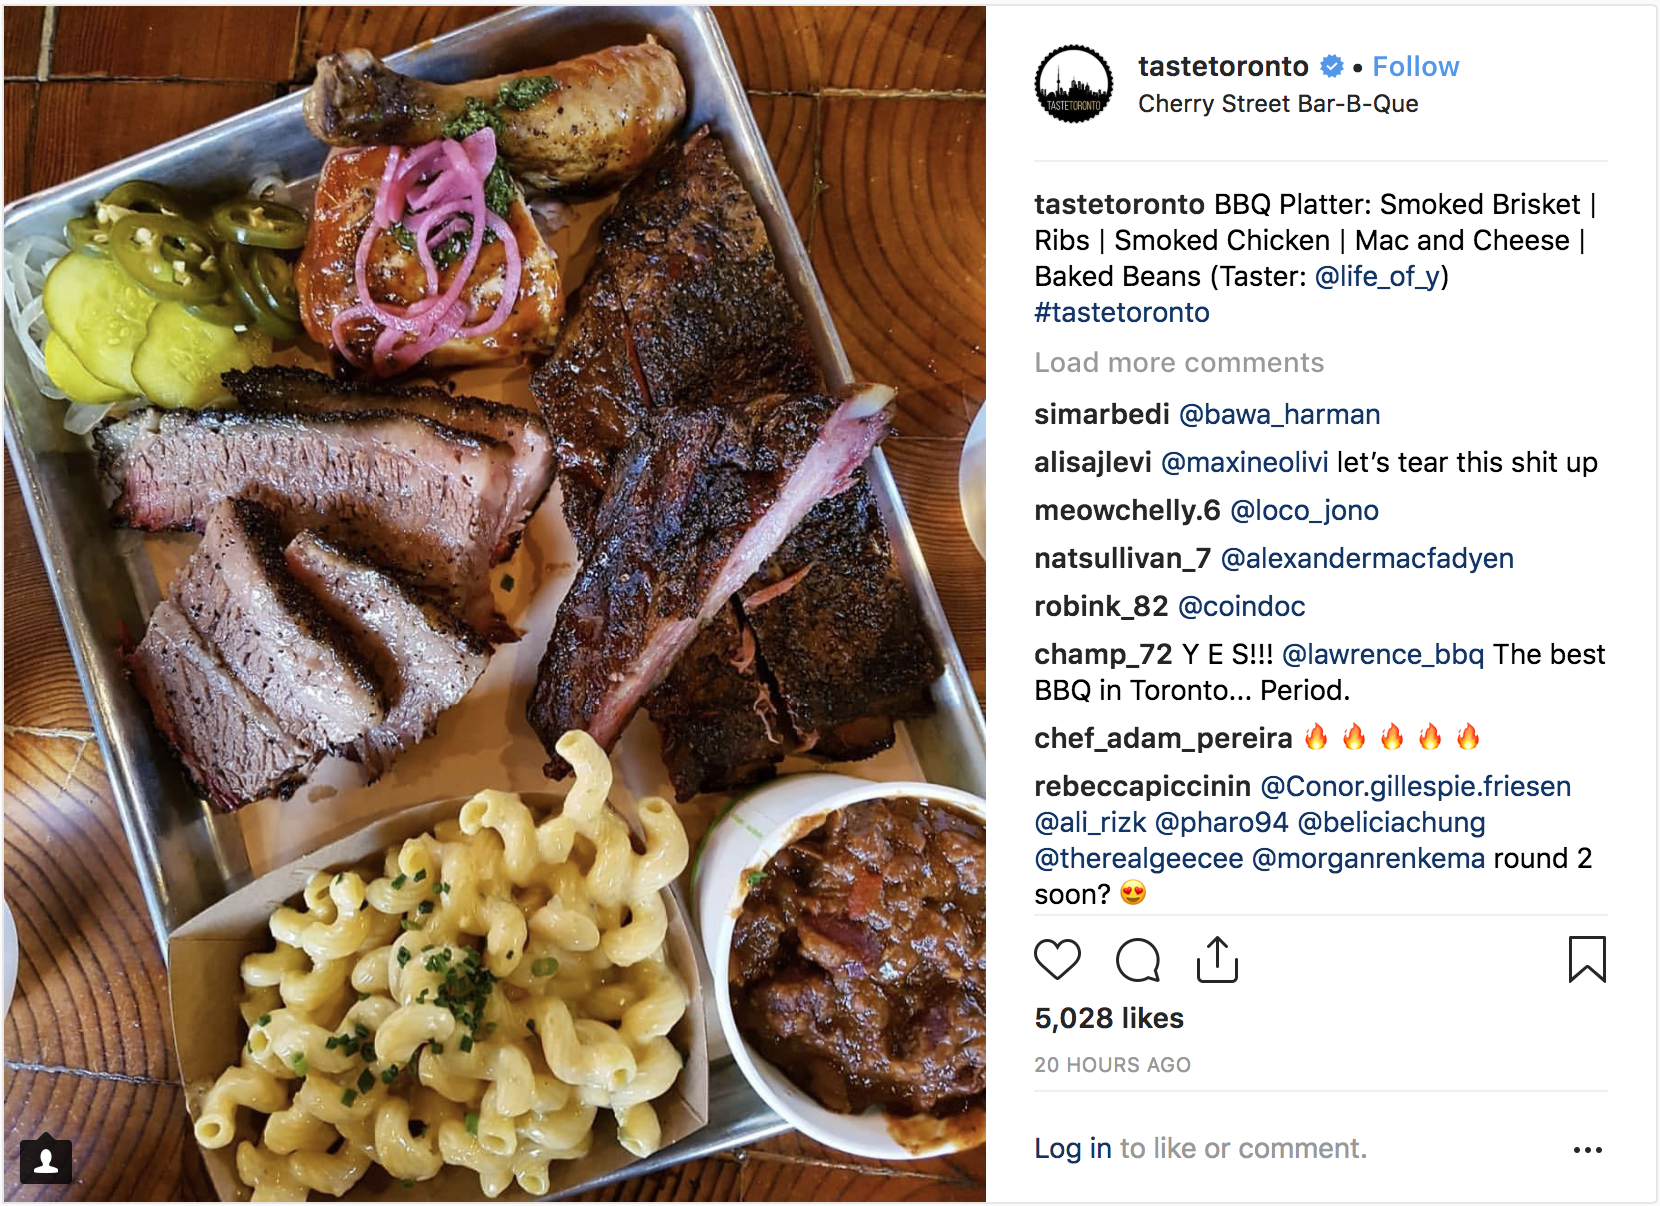 TASTETORONTO
tastetoronto • Follow
Cherry Street Bar-B-Que
tastetoronto BBQ Platter: Smoked Brisket |
Ribs | Smoked Chicken | Mac and Cheese |
Baked Beans (Taster: @life_of_y)
#tastetoronto
Load more comments
simarbedi @bawa_harman
alisajlevi @maxineolivi let’s tear this shit up
meowchelly.6 @loco_jono
natsullivan_7 @alexandermacfadyen
robink_82 @coindoc
champ_72 Y E S!!! @lawrence_bbq The best
BBQ in Toronto... Period.
chef_adam_pereira 🔥 🔥 🔥 🔥 🔥
rebeccapiccinin @Conor.gillespie.friesen
@ali_rizk @pharo94 @beliciachung
@therealgeecee @morganrenkema round 2
soon? 😍
5,028 likes
20 HOURS AGO
Log in to like or comment.